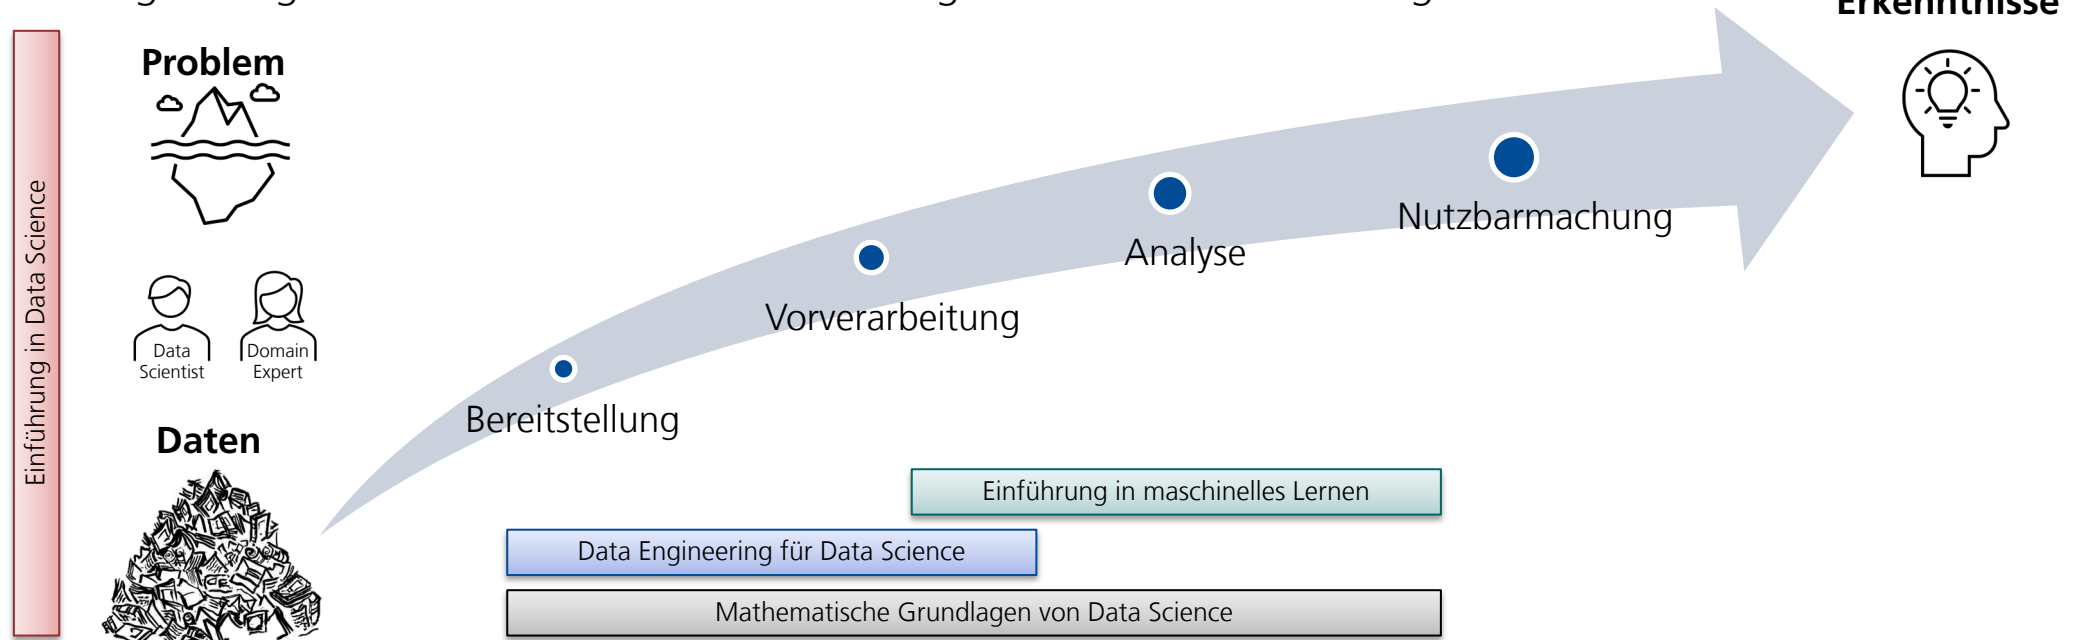 Erkenntnisse
Problem
Einführung in Data Science
Nutzbarmachung
Analyse
Vorverarbeitung
Data
Scientist
Domain
Expert
Bereitstellung
Daten
Einführung in maschinelles Lernen
Data Engineering für Data Science
Mathematische Grundlagen von Data Science